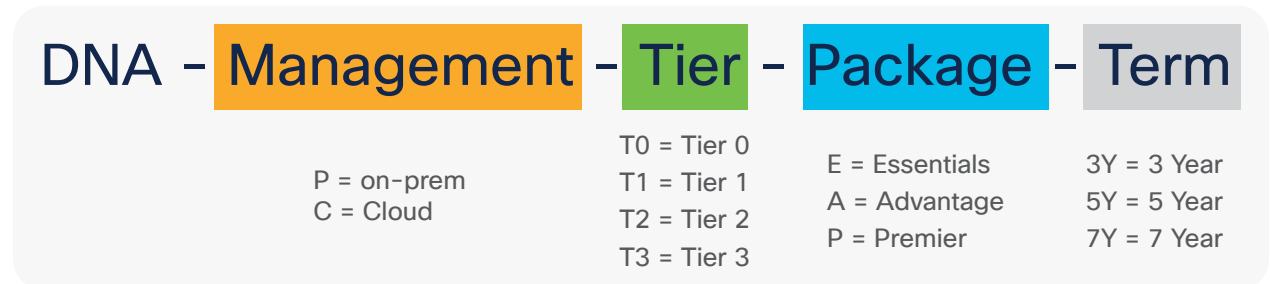 DNA - Management - Tier - Package - Term
P = on-prem
C = Cloud
T0 = Tier 0
T1 = Tier 1
T2 = Tier 2
T3 = Tier 3
E = Essentials
A = Advantage
P = Premier
3Y = 3 Year
5Y = 5 Year
7Y = 7 Year